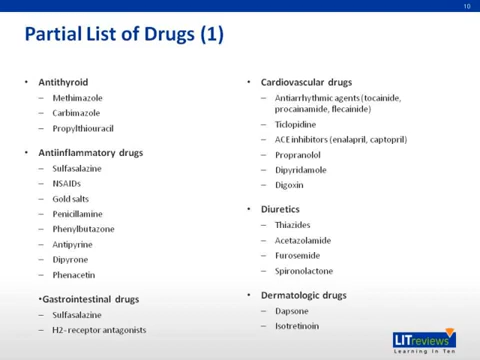 10
Partial List of Drugs (1)
• Antithyroid
– Methimazole
– Carbimazole
– Propylthiouracil
• Antiinflammatory drugs
– Sulfasalazine
– NSAIDs
– Gold salts
– Penicillamine
– Phenylbutazone
– Antipyrine
– Dipyrone
– Phenacetin
•Gastrointestinal drugs
– Sulfasalazine
– H2-receptor antagonists
• Cardiovascular drugs
– Antiarrhythmic agents (tocainide,
procainamide, flecainide)
– Ticlopidine
– ACE inhibitors (enalapril, captopril)
– Propranolol
– Dipyridamole
– Digoxin
• Diuretics
– Thiazides
– Acetazolamide
– Furosemide
– Spironolactone
• Dermatologic drugs
– Dapsone
– Isotretinoin
LITreviews
Learning in Ten